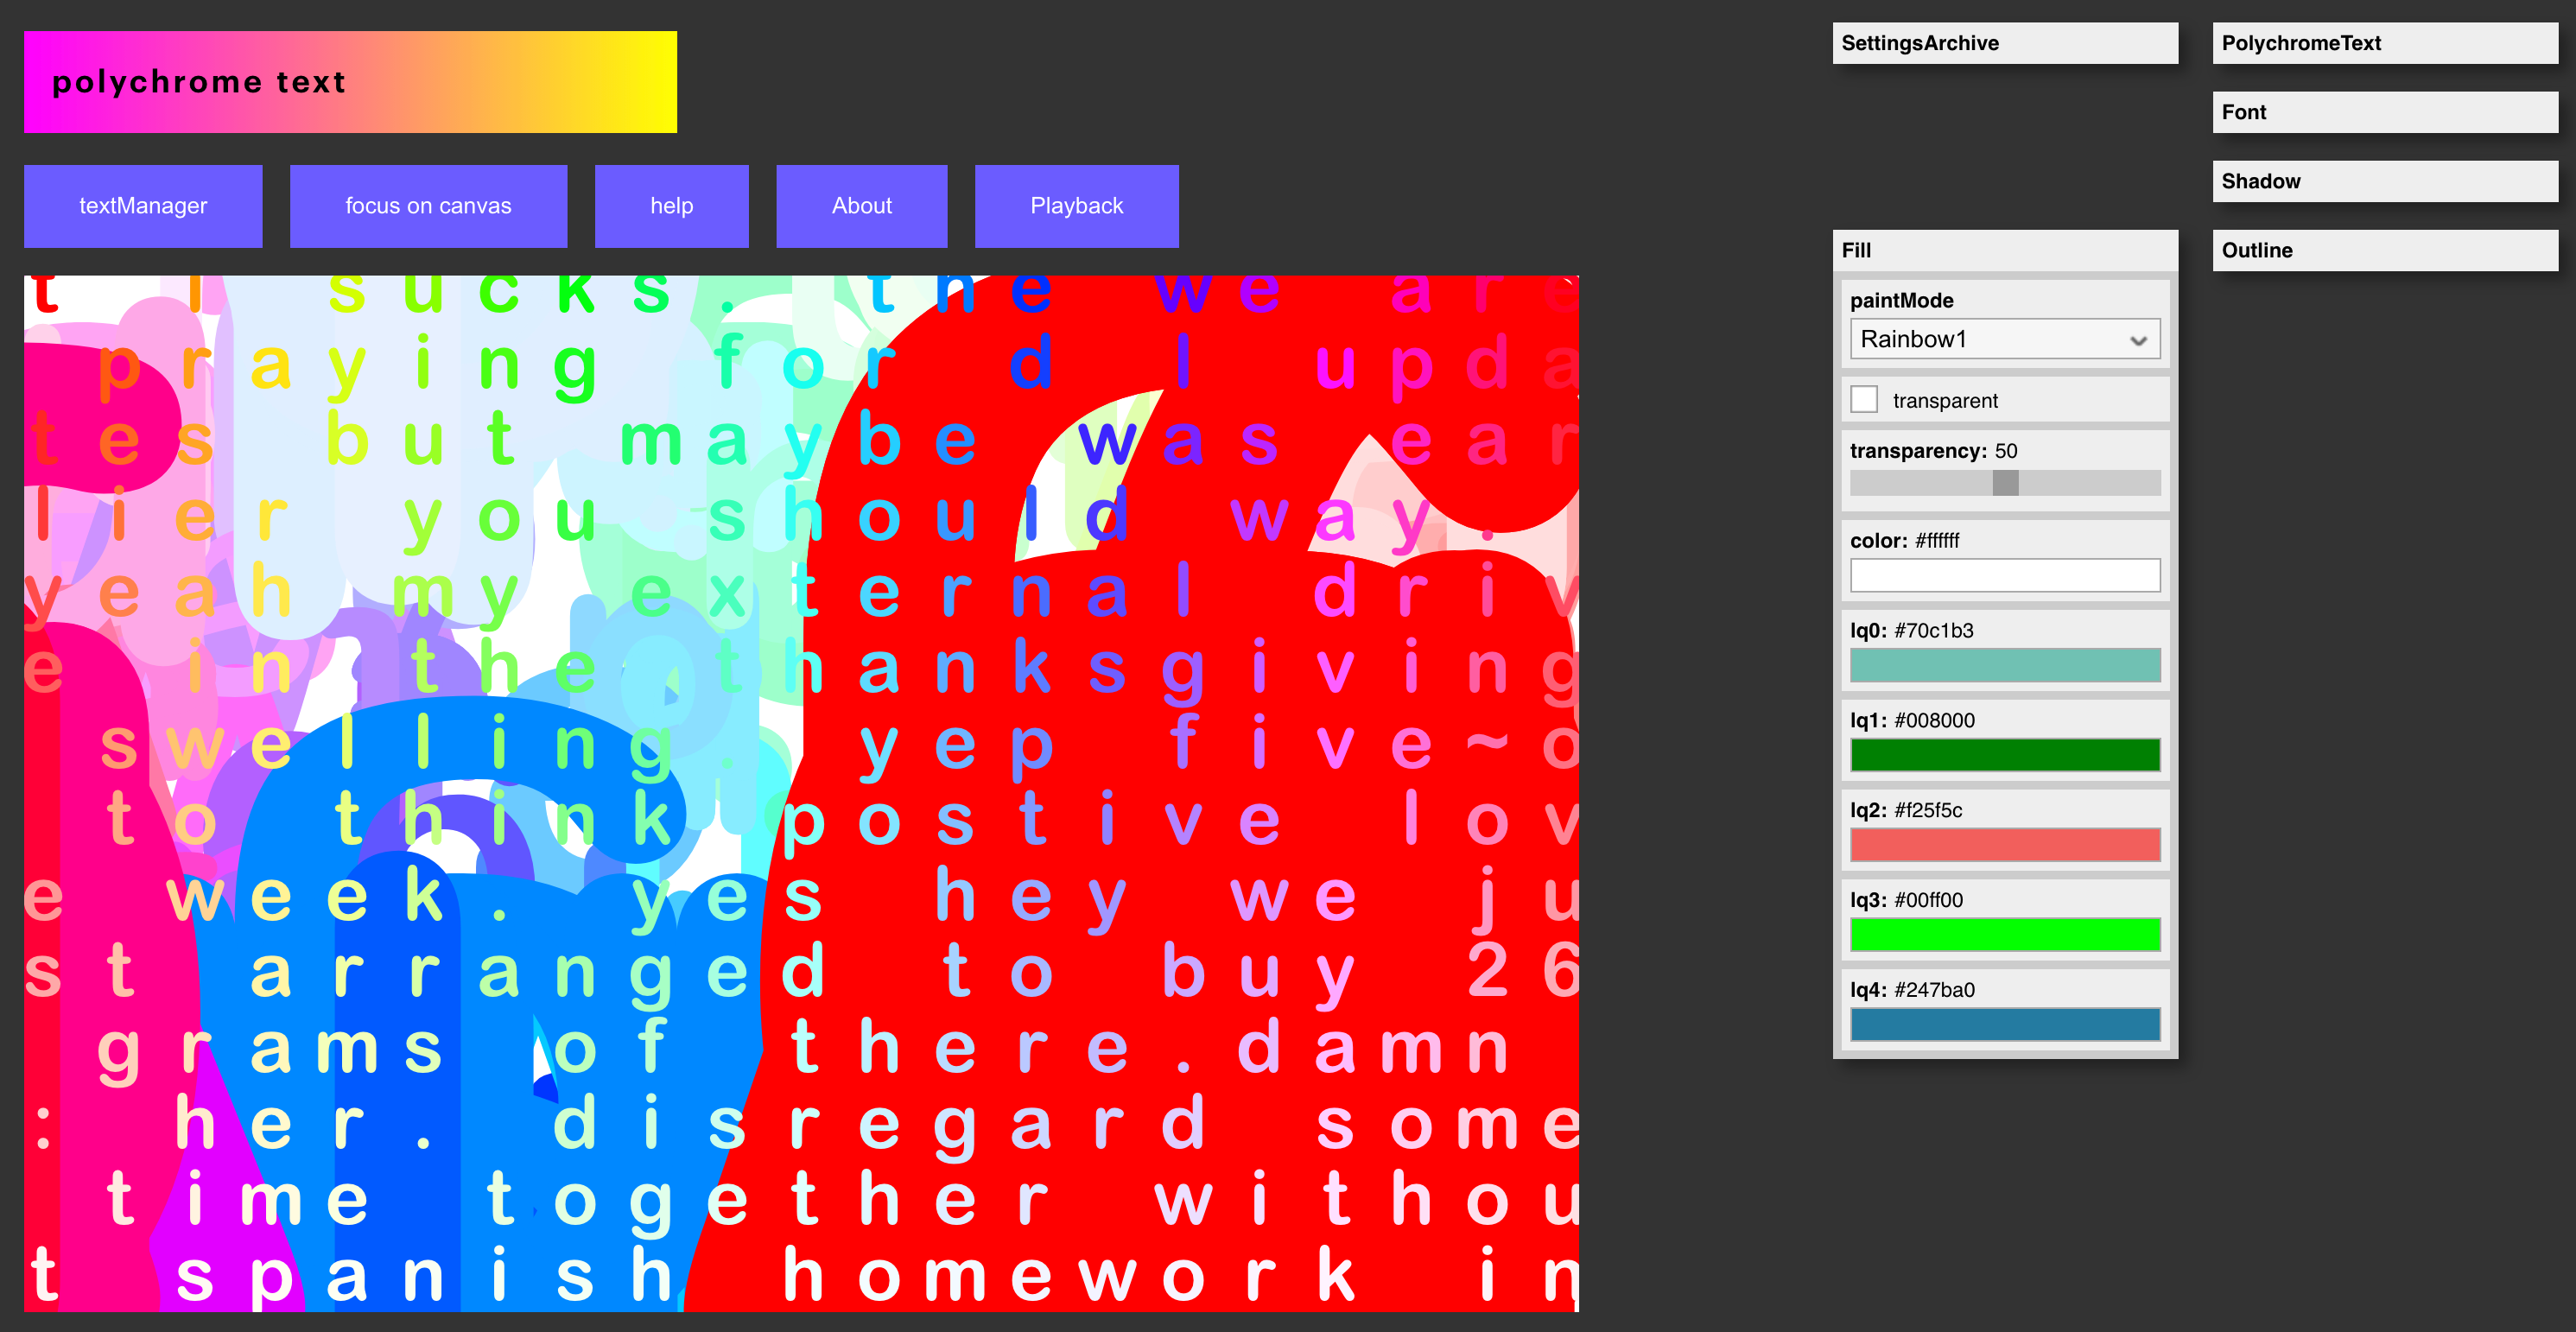 polychrome text
textManager
focus on canvas
help
About
Playback
t i sucks. the we are
praying for d l upda
tes but maybe was ear
lier you should way.
yeah my external driv
e in the thanksgiving
swelling. yep five~o
to think postive lov
e week. yes hey we ju
st arranged to buy 26
grams of there.damn
: her. disregard some
time together withou
t spanish homework in
SettingsArchive
Fill
paintMode
Rainbow1
transparent
transparency: 50
color: #ffffff
lq0: #70c1b3
lq1: #008000
lq2: #f25f5c
lq3: #00ff00
lq4: #247ba0
PolychromeText
Font
Shadow
Outline